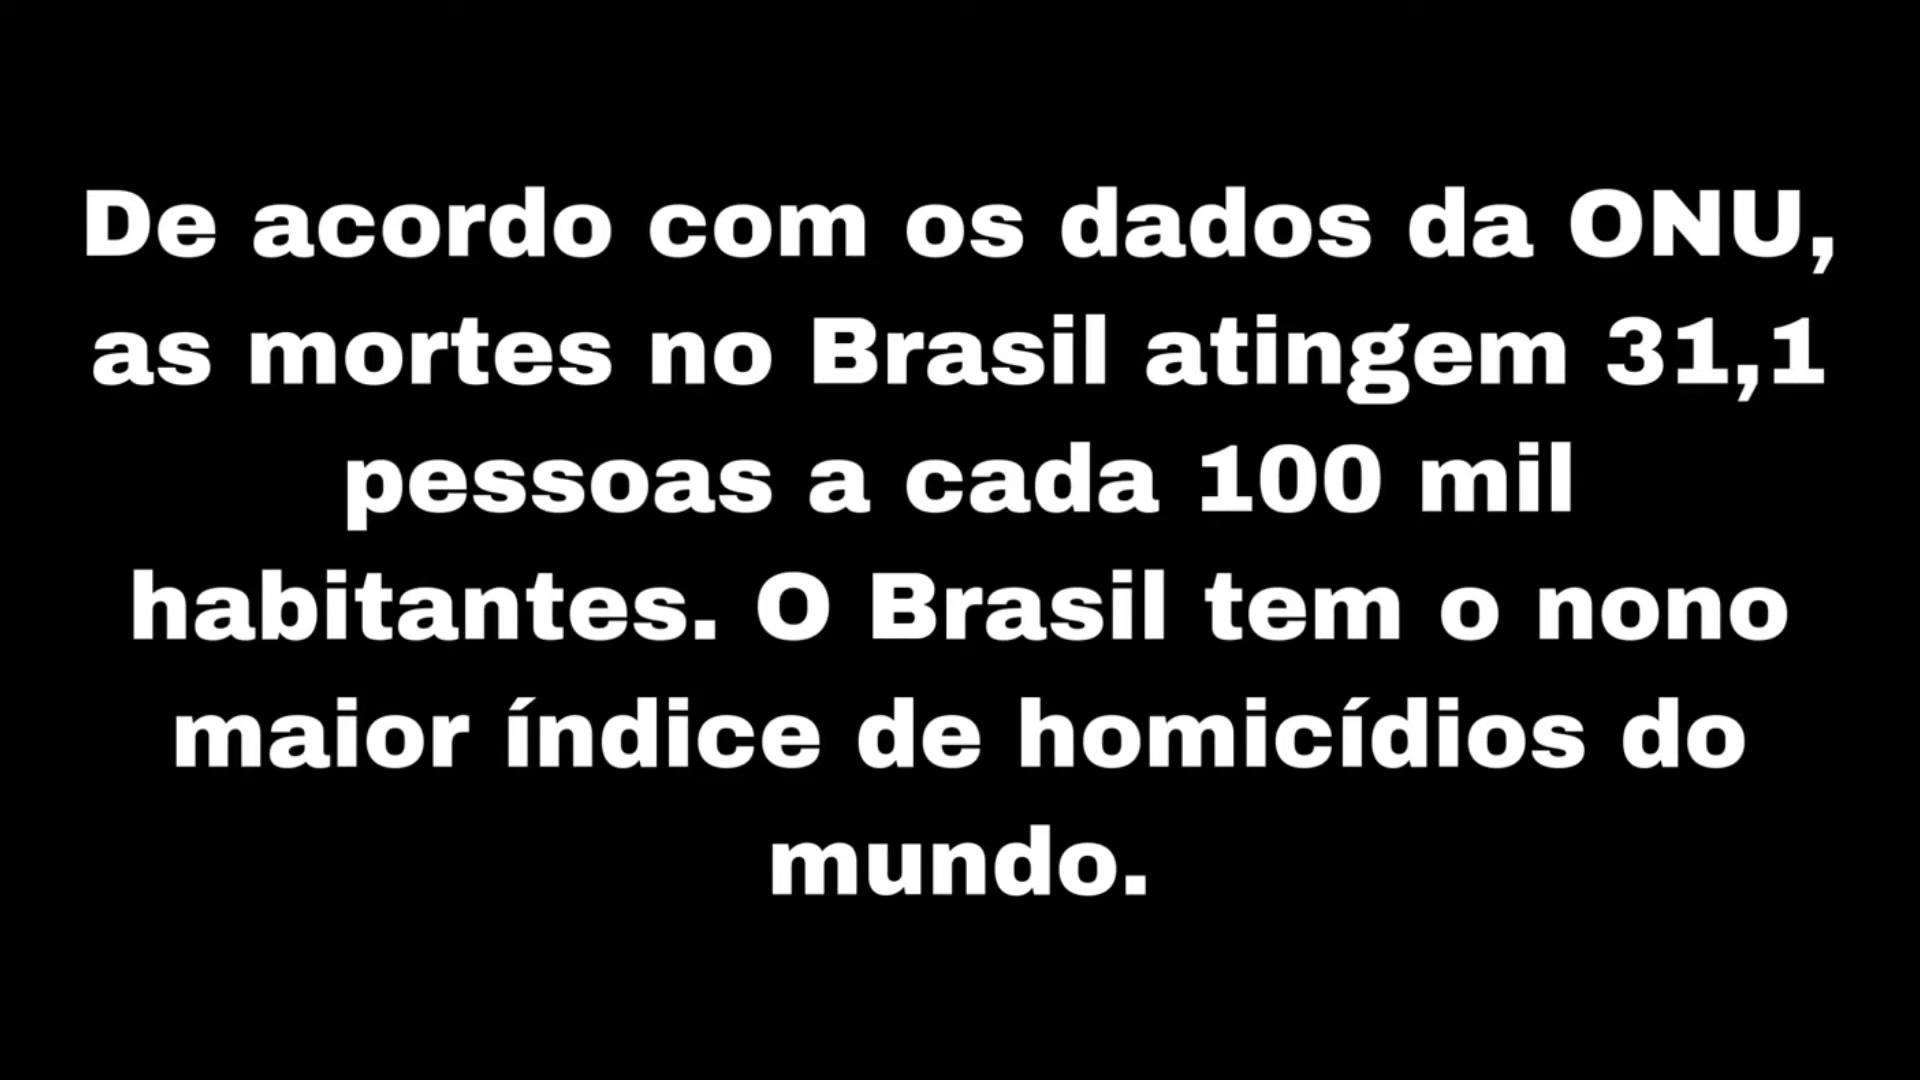 De acordo com os dados da ONU,
as mortes no Brasil atingem 31,1
pessoas a cada 100 mil
habitantes. O Brasil tem o nono
maior índice de homicídios do
mundo.